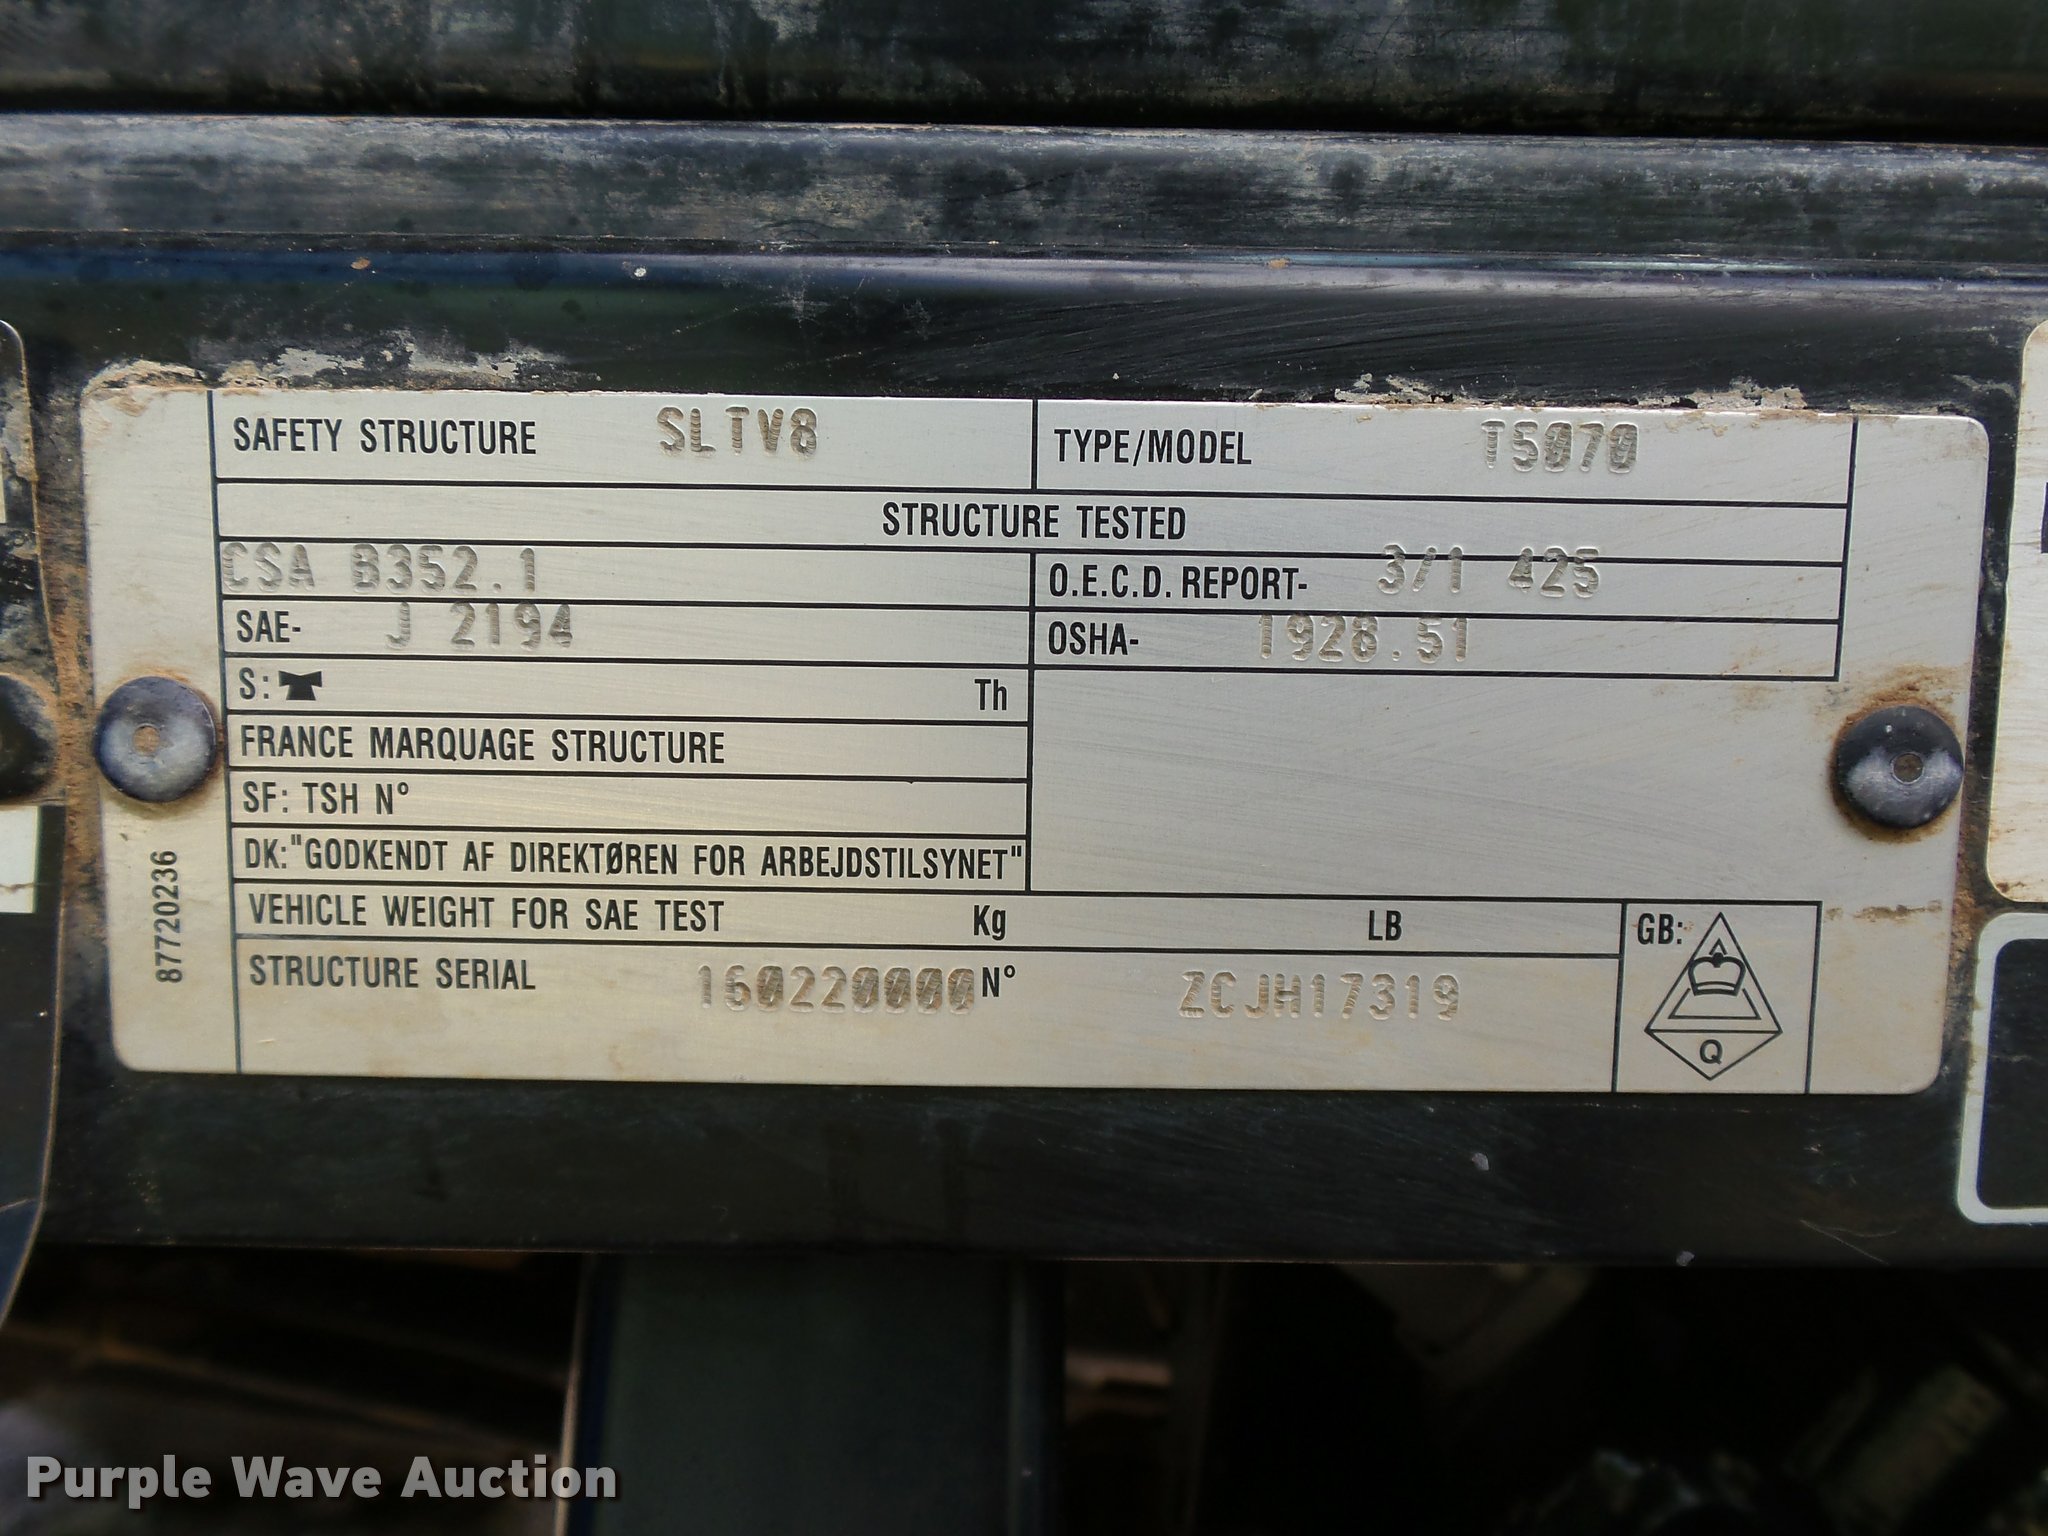 SAFETY STRUCTURE SLTV8 TYPE/MODEL T5070
STRUCTURE TESTED
CSA B352.1 O.E.C.D. REPORT- 3/1 425
SAE- J 2194 OSHA- 1928.51
S: Th
FRANCE MARQUAGE STRUCTURE
SF: TSH N°
DK:"GODKENDT AF DIREKTØREN FOR ARBEJDSTILSYNET"
VEHICLE WEIGHT FOR SAE TEST Kg LB GB:
STRUCTURE SERIAL 160220000 N° ZCJH17319
Q
87720236
Purple Wave Auction